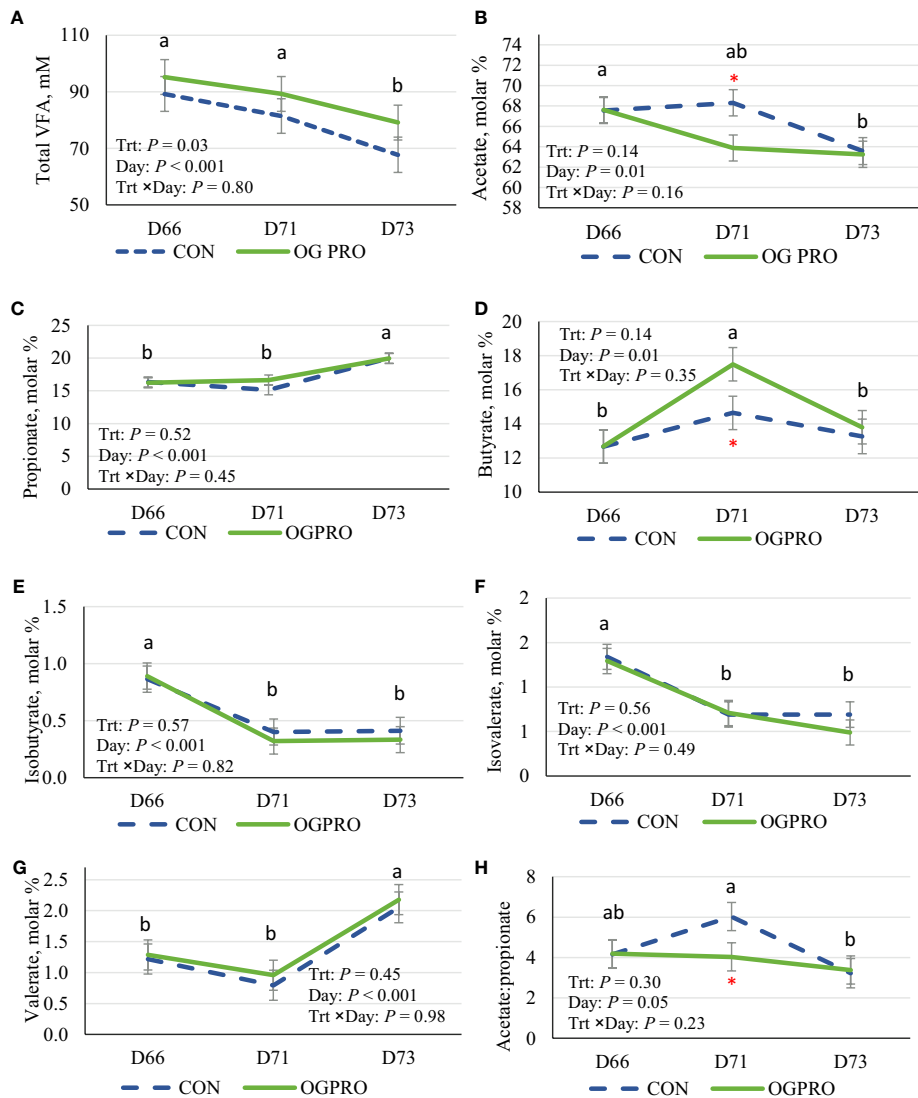 A
Total VFA, mM
110
90
70
50
a
a
b
Trt: P = 0.03
Day: P < 0.001
Trt ×Day: P = 0.80
D66 D71 D73
CON OG PRO
B
Acetate, molar %
74
72
70
68
66
64
62
60
58
a
ab
*
b
Trt: P = 0.14
Day: P = 0.01
Trt ×Day: P = 0.16
D66 D71 D73
CON OG PRO
C
Propionate, molar %
25
20
15
10
5
0
b
b
a
Trt: P = 0.52
Day: P < 0.001
Trt ×Day: P = 0.45
D66 D71 D73
CON OGPRO
D
Butyrate, molar %
20
18
16
14
12
10
Trt: P = 0.14
Day: P = 0.01
Trt ×Day: P = 0.35
b
a
*
b
D66 D71 D73
CON OGPRO
E
Isobutyrate, molar %
1.5
1.0
0.5
0.0
a
b
b
Trt: P = 0.57
Day: P < 0.001
Trt ×Day: P = 0.82
D66 D71 D73
CON OGPRO
F
Isovalerate, molar %
2
2
1
1
0
a
b
b
Trt: P = 0.56
Day: P < 0.001
Trt ×Day: P = 0.49
D66 D71 D73
CON OGPRO
G
Valerate, molar %
2.5
2.0
1.5
1.0
0.5
0.0
b
b
a
Trt: P = 0.45
Day: P < 0.001
Trt ×Day: P = 0.98
D66 D71 D73
CON OGPRO
H
Acetate:propionate
8
6
4
2
0
ab
a
*
b
Trt: P = 0.30
Day: P = 0.05
Trt ×Day: P = 0.23
D66 D71 D73
CON OGPRO